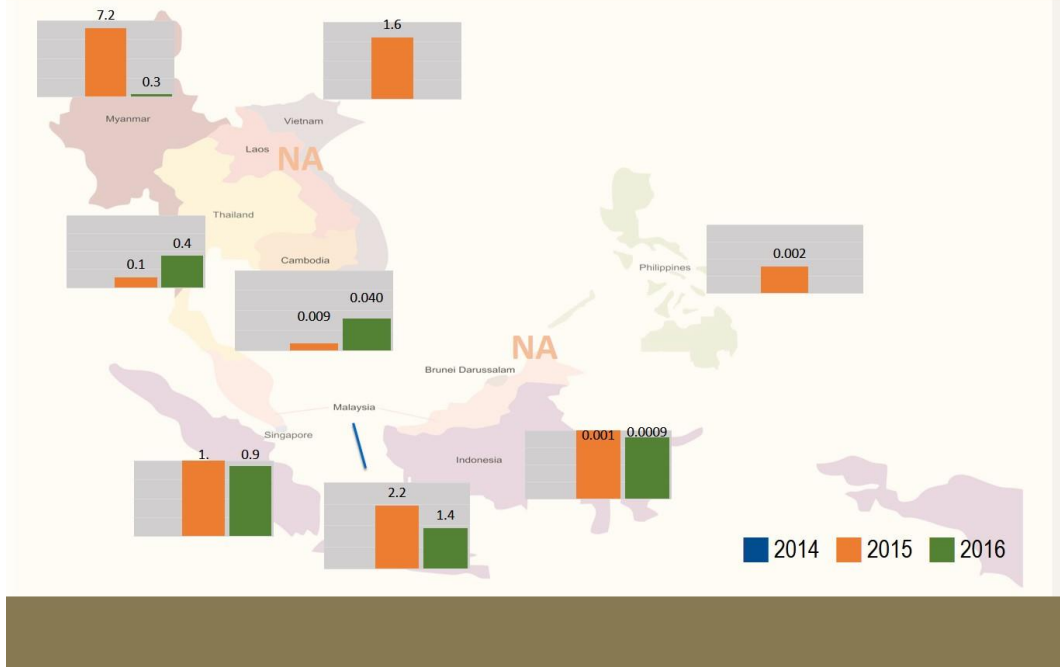 7.2
1.6
0.3
Myanmar
Vietnam
Laos
NA
Thailand
0.1
0.4
Cambodia
0.009
0.040
Philippines
0.002
NA
Brunei Darussalam
Malaysia
Singapore
Indonesia
0.001
0.0009
1.
0.9
2.2
1.4
2014
2015
2016